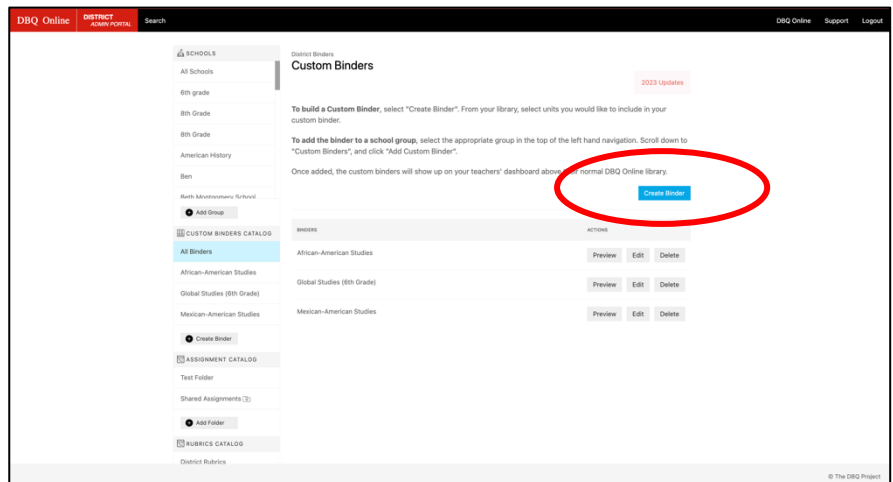 DBQ Online
DISTRICT
ADMIN PORTAL
Search
DBQ Online Support Logout
SCHOOLS
All Schools
6th grade
8th Grade
8th Grade
American History
Ben
Beth Montgomery School
Add Group
CUSTOM BINDERS CATALOG
All Binders
African-American Studies
Global Studies (6th Grade)
Mexican-American Studies
Create Binder
ASSIGNMENT CATALOG
Test Folder
Shared Assignments
Add Folder
RUBRICS CATALOG
District Rubrics
District Binders
Custom Binders
2023 Updates
To build a Custom Binder, select "Create Binder". From your library, select units you would like to include in your
custom binder.
To add the binder to a school group, select the appropriate group in the top of the left hand navigation. Scroll down to
"Custom Binders", and click "Add Custom Binder".
Once added, the custom binders will show up on your teachers' dashboard above their normal DBQ Online library.
Create Binder
BINDERS ACTIONS
African-American Studies Preview Edit Delete
Global Studies (6th Grade) Preview Edit Delete
Mexican-American Studies Preview Edit Delete
© The DBQ Project